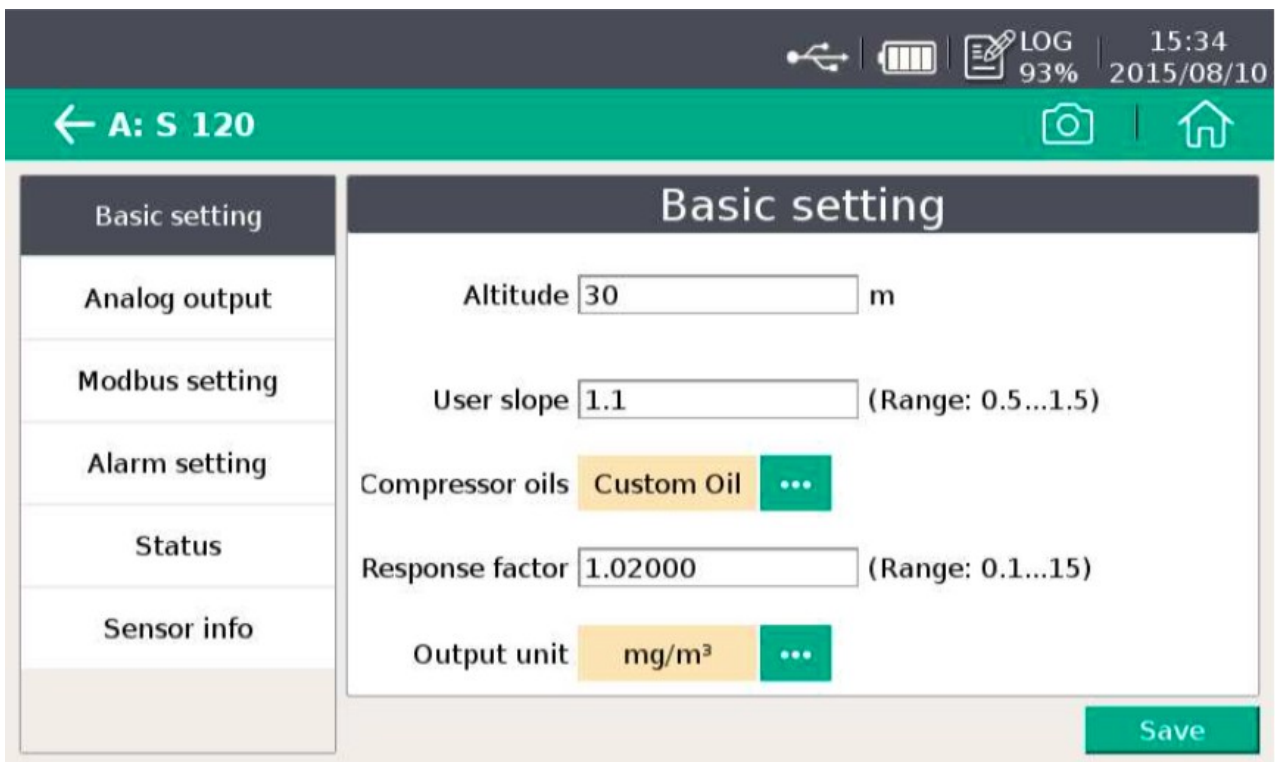 LOG
93%
15:34
2015/08/10
A: S 120
Basic setting
Analog output
Modbus setting
Alarm setting
Status
Sensor info
Basic setting
Altitude 30 m
User slope 1.1 (Range: 0.5...1.5)
Compressor oils Custom Oil ...
Response factor 1.02000 (Range: 0.1...15)
Output unit mg/m³ ...
Save